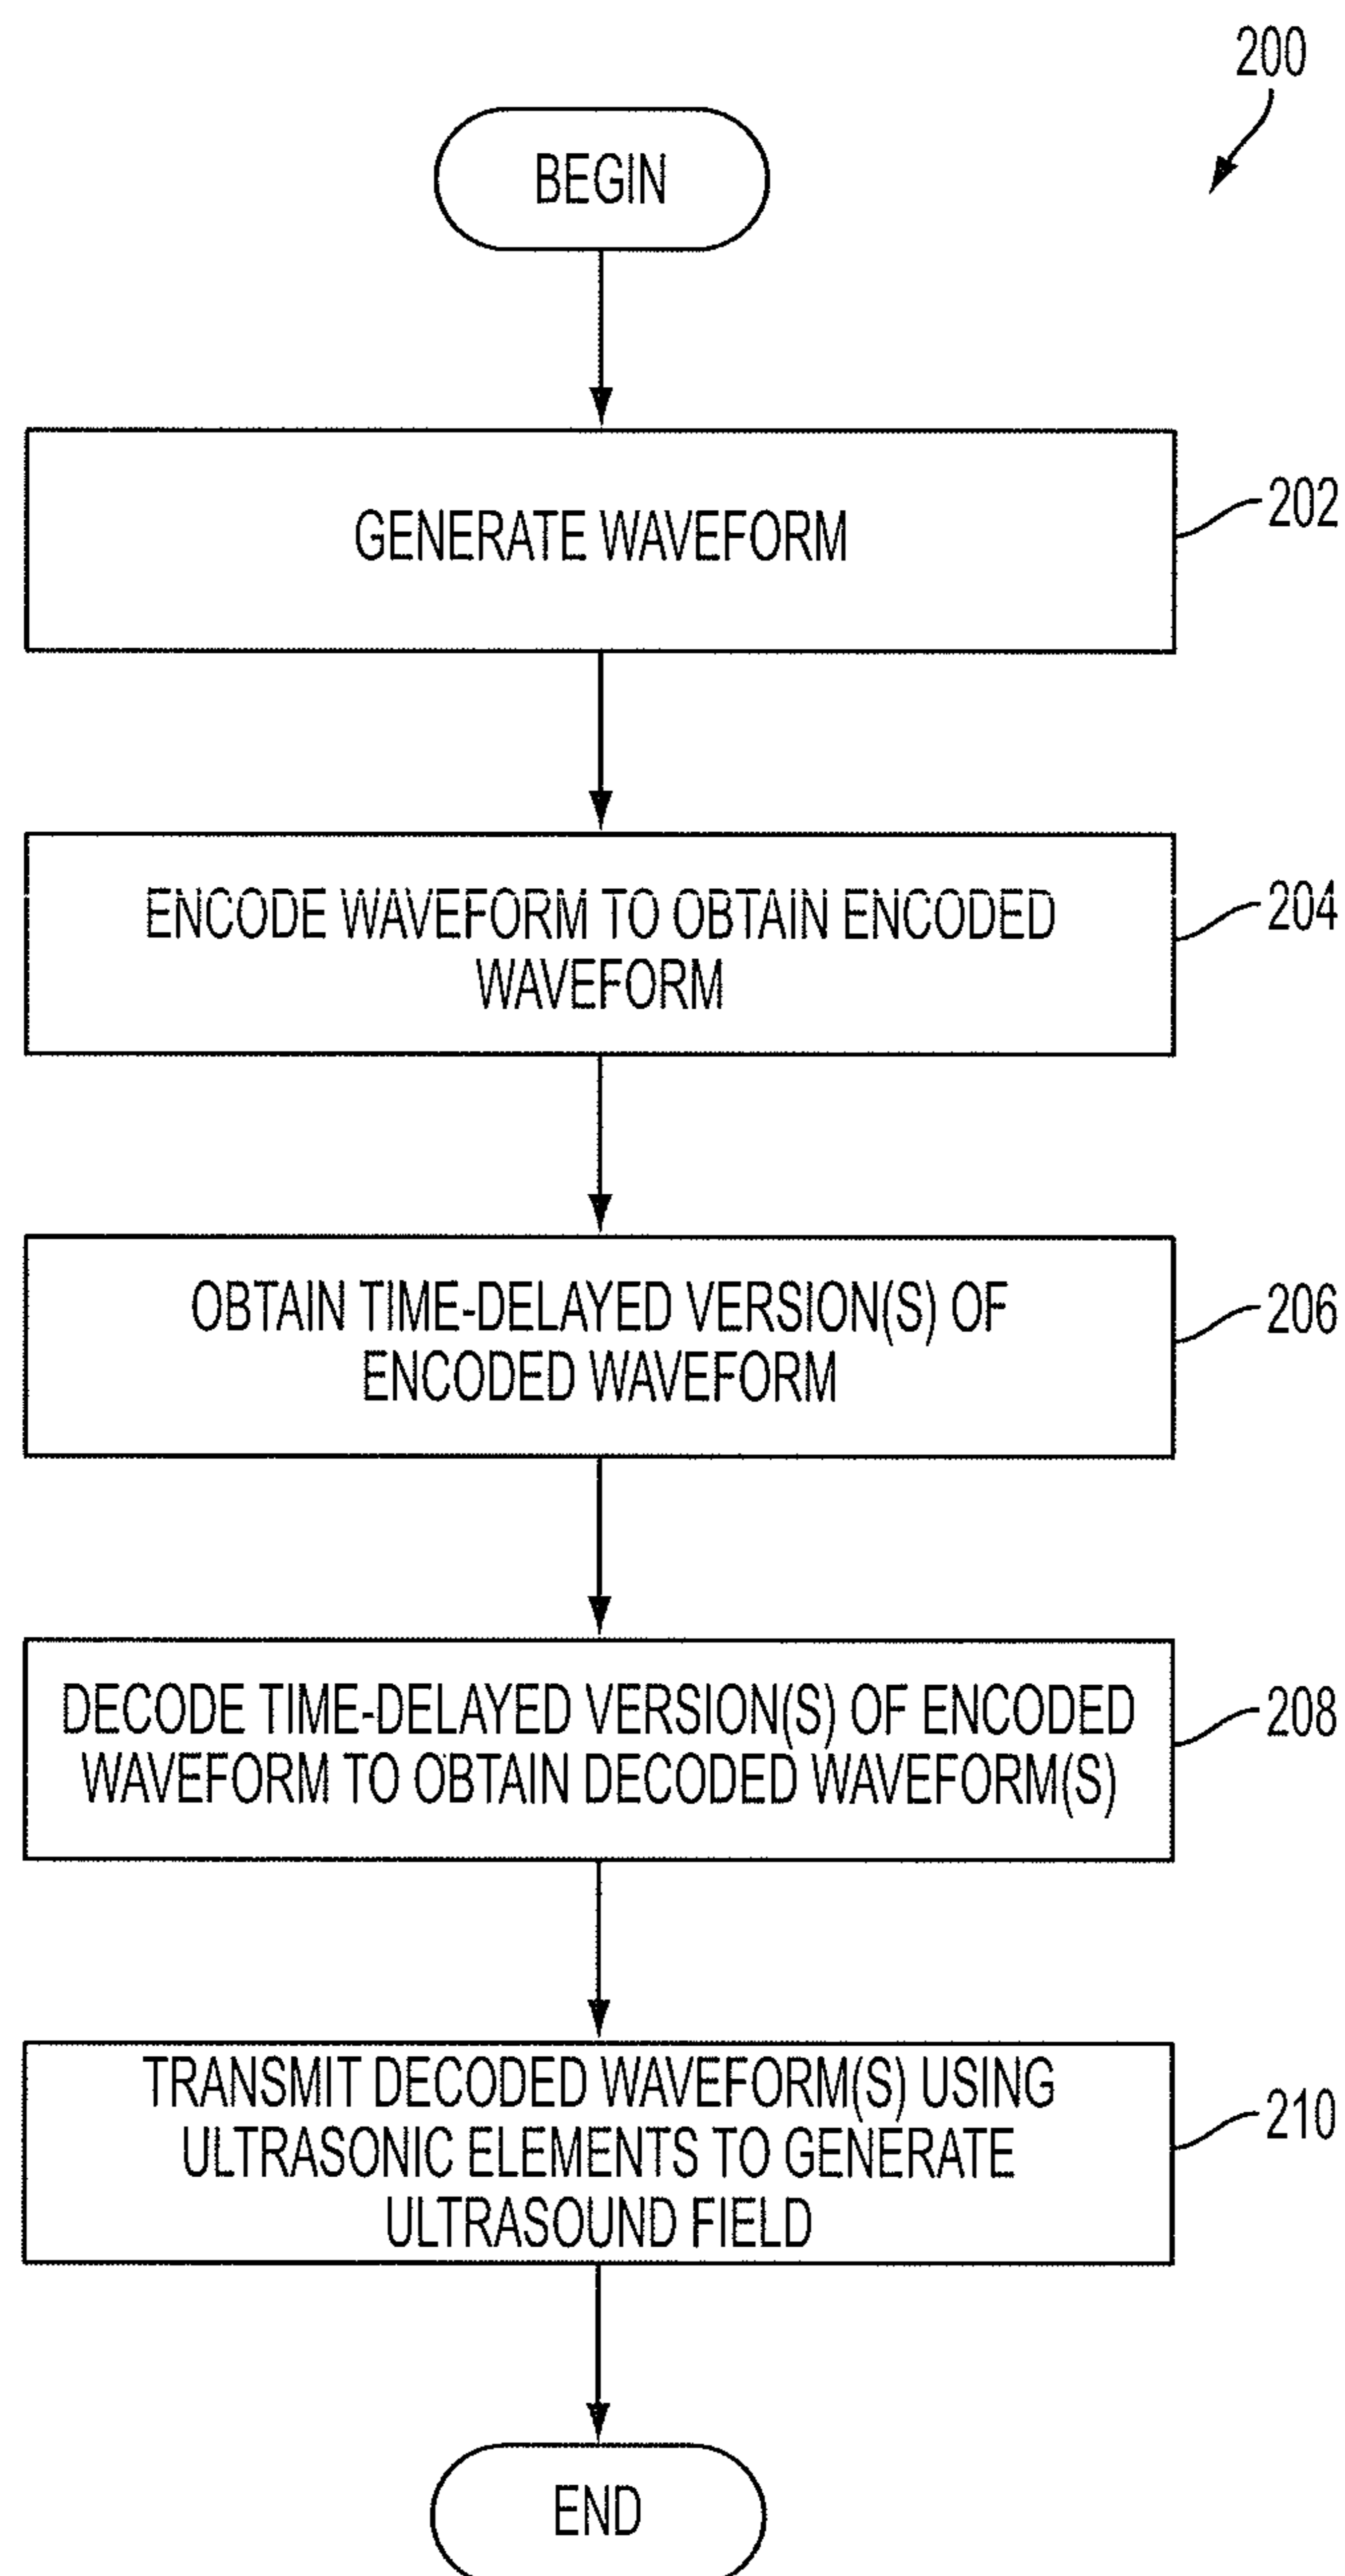 200
BEGIN
GENERATE WAVEFORM
202
ENCODE WAVEFORM TO OBTAIN ENCODED
WAVEFORM
204
OBTAIN TIME-DELAYED VERSION(S) OF
ENCODED WAVEFORM
206
DECODE TIME-DELAYED VERSION(S) OF ENCODED
WAVEFORM TO OBTAIN DECODED WAVEFORM(S)
208
TRANSMIT DECODED WAVEFORM(S) USING
ULTRASONIC ELEMENTS TO GENERATE
ULTRASOUND FIELD
210
END